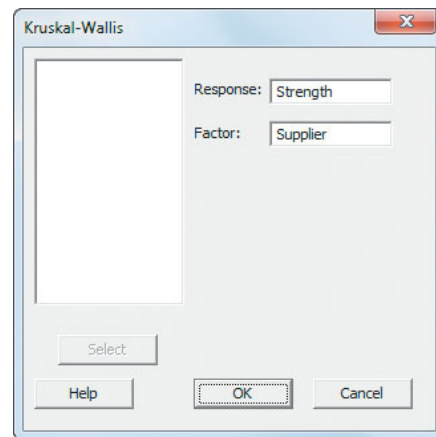 Kruskal-Wallis
Response: Strength
Factor: Supplier
Select
Help OK Cancel